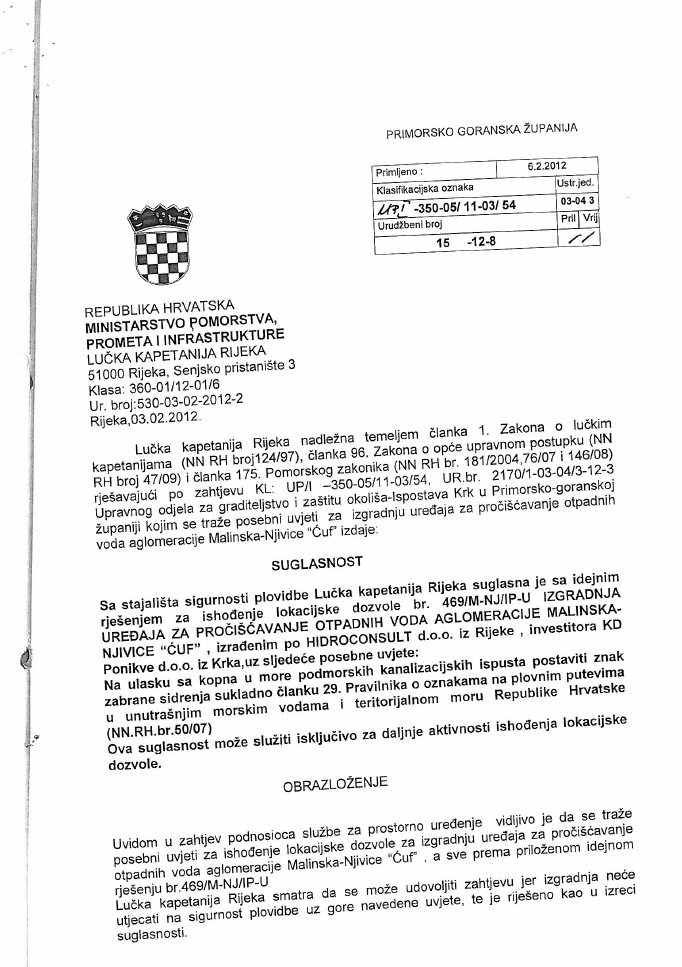 PRIMORSKO GORANSKA ŽUPANIJA
Primljeno : 6.2.2012
Klasifikacijska oznaka Ustr.jed.
UP/I -350-05/ 11-03/ 54 03-04 3
Urudžbeni broj Pril Vrij
15 -12-8
REPUBLIKA HRVATSKA
MINISTARSTVO POMORSTVA,
PROMETA I INFRASTRUKTURE
LUČKA KAPETANIJA RIJEKA
51000 Rijeka, Senjsko pristanište 3
Klasa: 360-01/12-01/6
Ur. broj:530-03-02-2012-2
Rijeka,03.02.2012.
Lučka kapetanija Rijeka nadležna temeljem članka 1. Zakona o lučkim
kapetanijama (NN RH broj124/97), članka 96. Zakona o opće upravnom postupku (NN
RH broj 47/09) i članka 175. Pomorskog zakonika (NN RH br. 181/2004,76/07 i 146/08)
rješavajući po zahtjevu KL: UP/I –350-05/11-03/54, UR.br. 2170/1-03-04/3-12-3
Upravnog odjela za graditeljstvo i zaštitu okoliša-Ispostava Krk u Primorsko-goranskoj
županiji kojim se traže posebni uvjeti za izgradnju uređaja za pročišćavanje otpadnih
voda aglomeracije Malinska-Njivice "Ćuf" izdaje:
SUGLASNOST
Sa stajališta sigurnosti plovidbe Lučka kapetanija Rijeka suglasna je sa idejnim
rješenjem za ishođenje lokacijske dozvole br. 469/M-NJ/IP-U IZGRADNJA
UREĐAJA ZA PROČIŠĆAVANJE OTPADNIH VODA AGLOMERACIJE MALINSKA-
NJIVICE "ĆUF" , izrađenim po HIDROCONSULT d.o.o. iz Rijeke , investitora KD
Ponikve d.o.o. iz Krka,uz sljedeće posebne uvjete:
Na ulasku sa kopna u more podmorskih kanalizacijskih ispusta postaviti znak
zabrane sidrenja sukladno članku 29. Pravilnika o oznakama na plovnim putevima
u unutrašnjim morskim vodama i teritorijalnom moru Republike Hrvatske
(NN.RH.br.50/07)
Ova suglasnost može služiti isključivo za daljnje aktivnosti ishođenja lokacijske
dozvole.
OBRAZLOŽENJE
Uvidom u zahtjev podnosioca službe za prostorno uređenje vidljivo je da se traže
posebni uvjeti za ishođenje lokacijske dozvole za izgradnju uređaja za pročišćavanje
otpadnih voda aglomeracije Malinska-Njivice "Ćuf" , a sve prema priloženom idejnom
rješenju br.469/M-NJ/IP-U
Lučka kapetanija Rijeka smatra da se može udovoljiti zahtjevu jer izgradnja neće
utjecati na sigurnost plovidbe uz gore navedene uvjete, te je riješeno kao u izreci
suglasnosti.